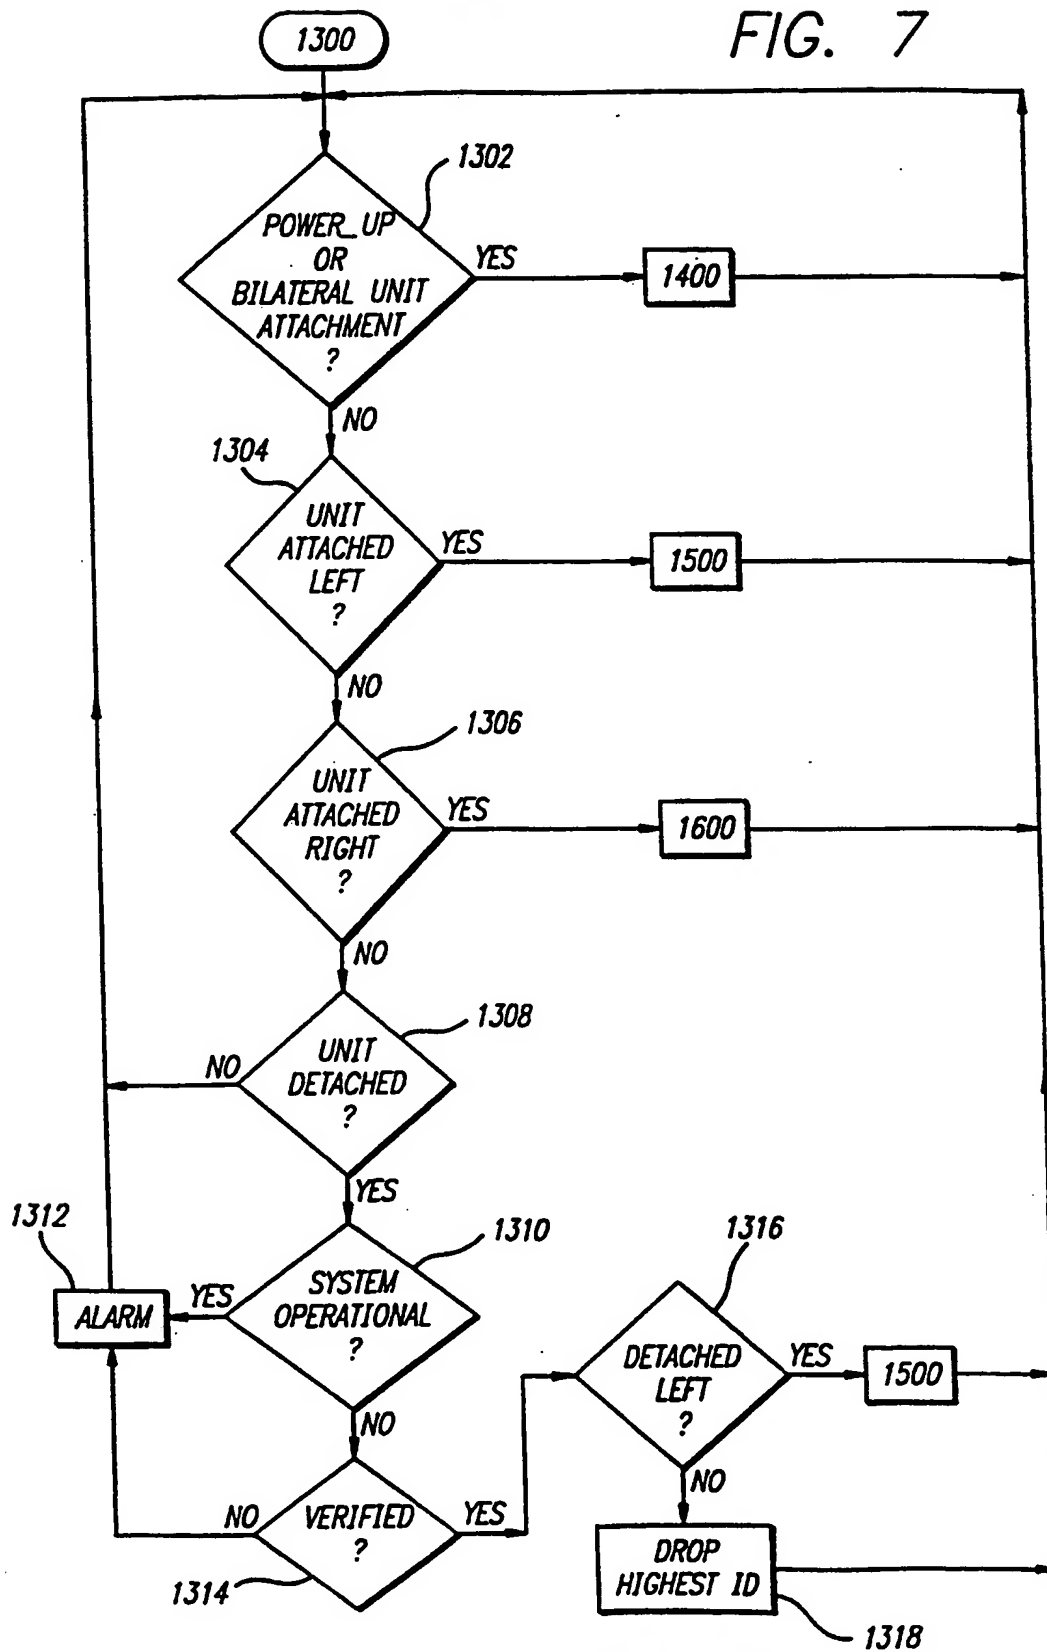 FIG. 7
1300
1302
POWER_UP
OR
BILATERAL UNIT
ATTACHMENT
?
YES
1400
NO
1304
UNIT
ATTACHED
LEFT
?
YES
1500
NO
1306
UNIT
ATTACHED
RIGHT
?
YES
1600
NO
1308
UNIT
DETACHED
?
NO
YES
1312
ALARM
1310
SYSTEM
OPERATIONAL
?
YES
NO
1314
VERIFIED
?
NO
YES
1316
DETACHED
LEFT
?
YES
1500
NO
DROP
HIGHEST ID
1318